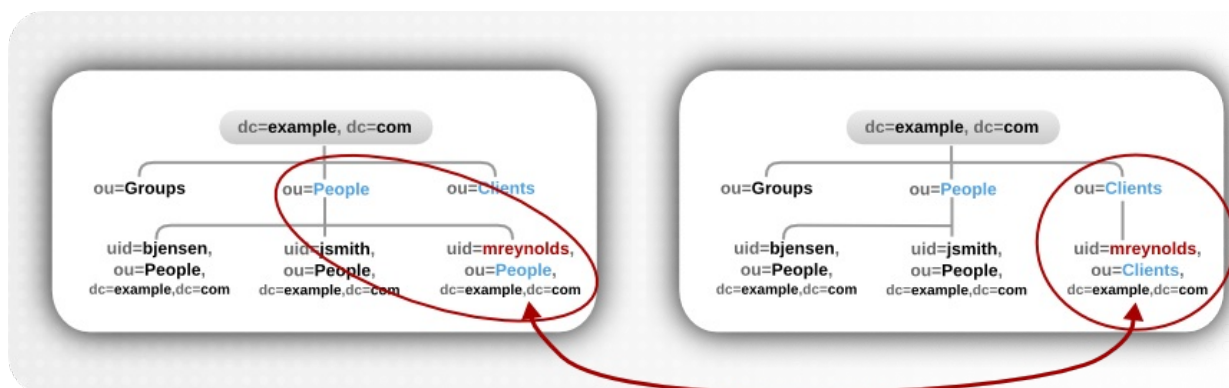 dc=example, dc=com
ou=Groups
ou=People
ou=Clients
uid=bjensen,
ou=People,
dc=example,dc=com
uid=jsmith,
ou=People,
dc=example,dc=com
uid=mreynolds,
ou=People,
dc=example,dc=com
dc=example, dc=com
ou=Groups
ou=People
ou=Clients
uid=bjensen,
ou=People,
dc=example,dc=com
uid=jsmith,
ou=People,
dc=example,dc=com
uid=mreynolds,
ou=Clients,
dc=example,dc=com